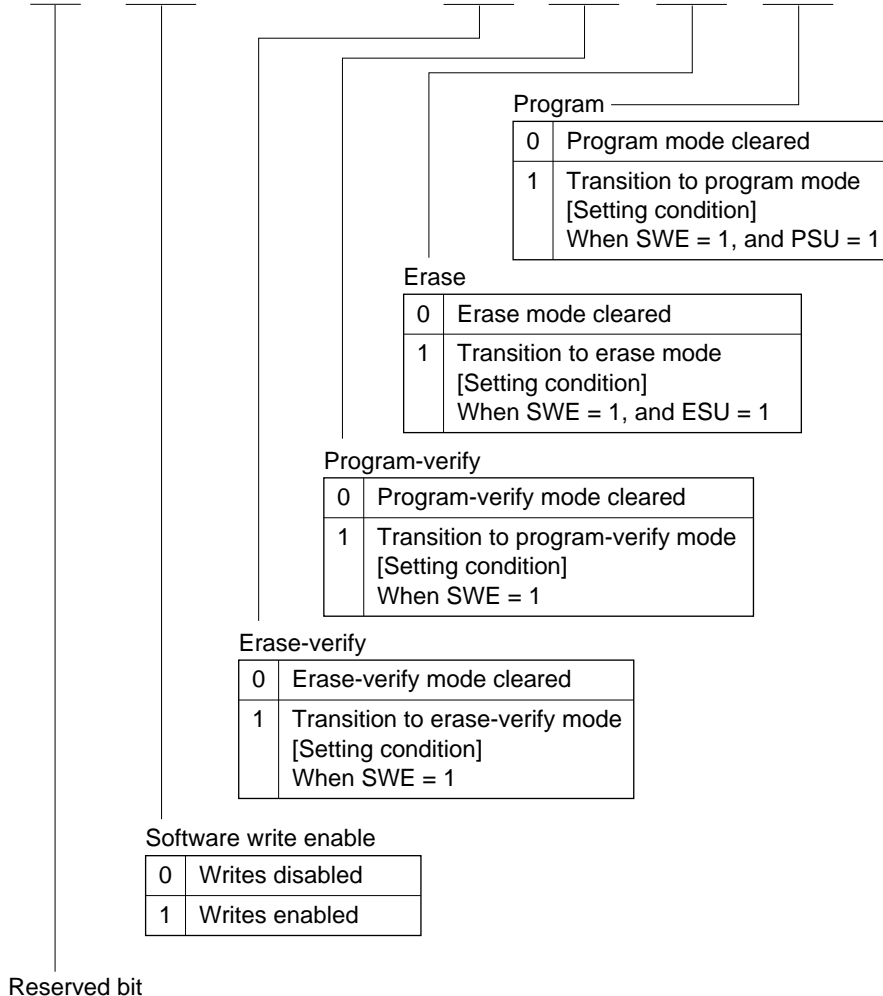 Program
0 Program mode cleared
1 Transition to program mode
[Setting condition]
When SWE = 1, and PSU = 1
Erase
0 Erase mode cleared
1 Transition to erase mode
[Setting condition]
When SWE = 1, and ESU = 1
Program-verify
0 Program-verify mode cleared
1 Transition to program-verify mode
[Setting condition]
When SWE = 1
Erase-verify
0 Erase-verify mode cleared
1 Transition to erase-verify mode
[Setting condition]
When SWE = 1
Software write enable
0 Writes disabled
1 Writes enabled
Reserved bit